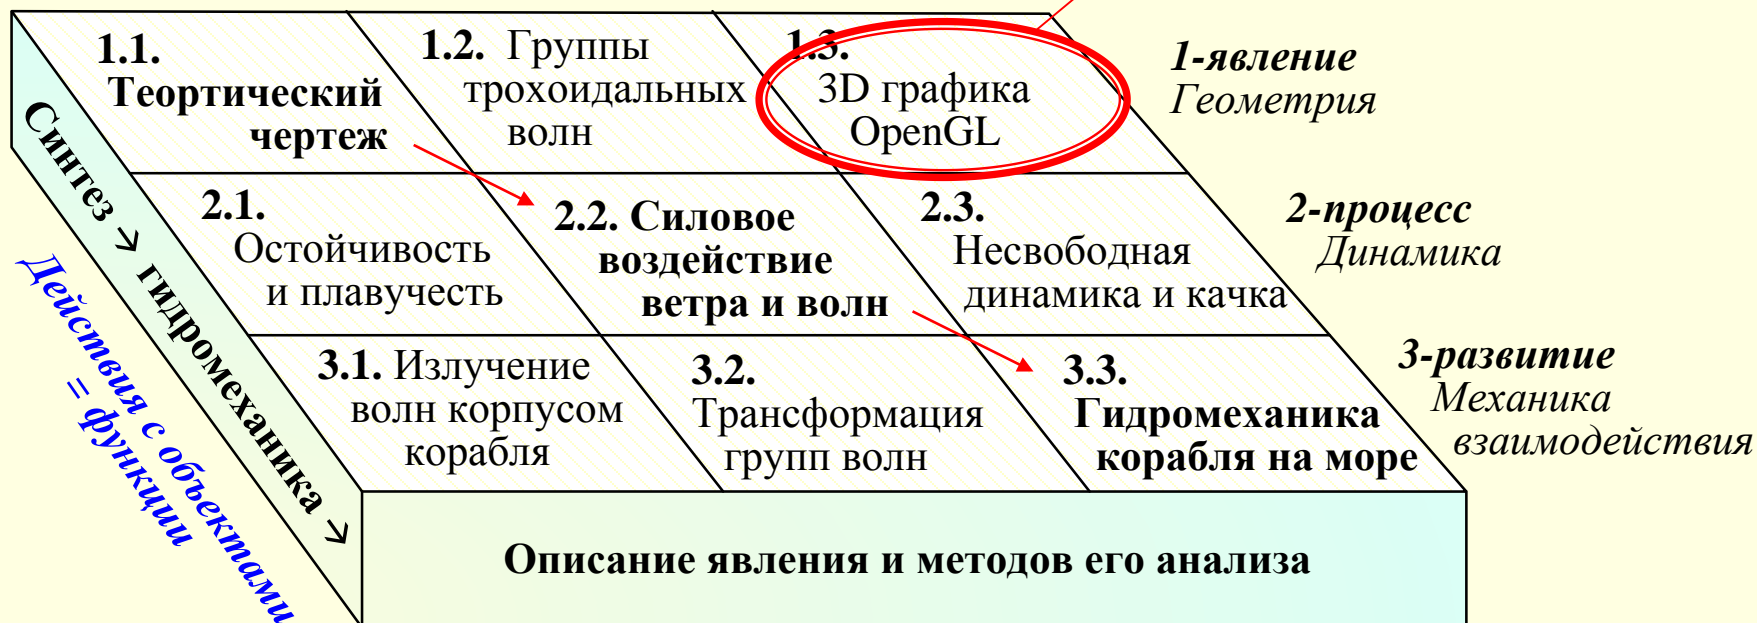 1.1.
Теортический
чертеж
1.2. Группы
трохоидальных
волн
1.3.
3D графика
OpenGL
1-явление
Геометрия
2.1.
Остойчивость
и плавучесть
2.2. Силовое
воздействие
ветра и волн
2.3.
Несвободная
динамика и качка
2-процесс
Динамика
3.1. Излучение
волн корпусом
корабля
3.2.
Трансформация
групп волн
3.3.
Гидромеханика
корабля на море
3-развитие
Механика
взаимодействия
Синтез → гидромеханика →
Действия с объектами
= функции
Описание явления и методов его анализа